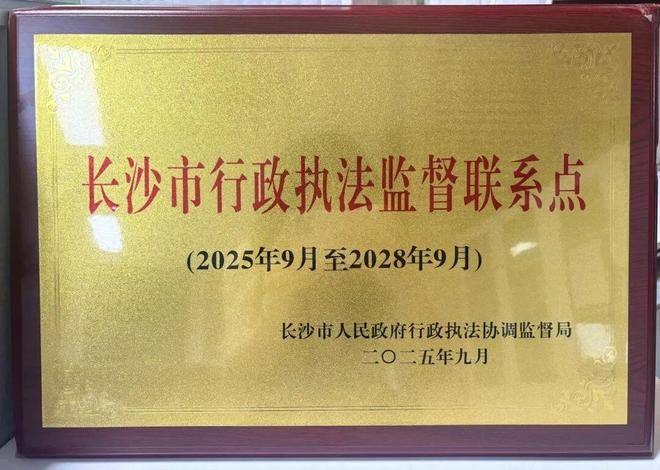 长沙市行政执法监督联系点
(2025年9月至2028年9月)
长沙市人民政府行政执法协调监督局
二〇二五年九月